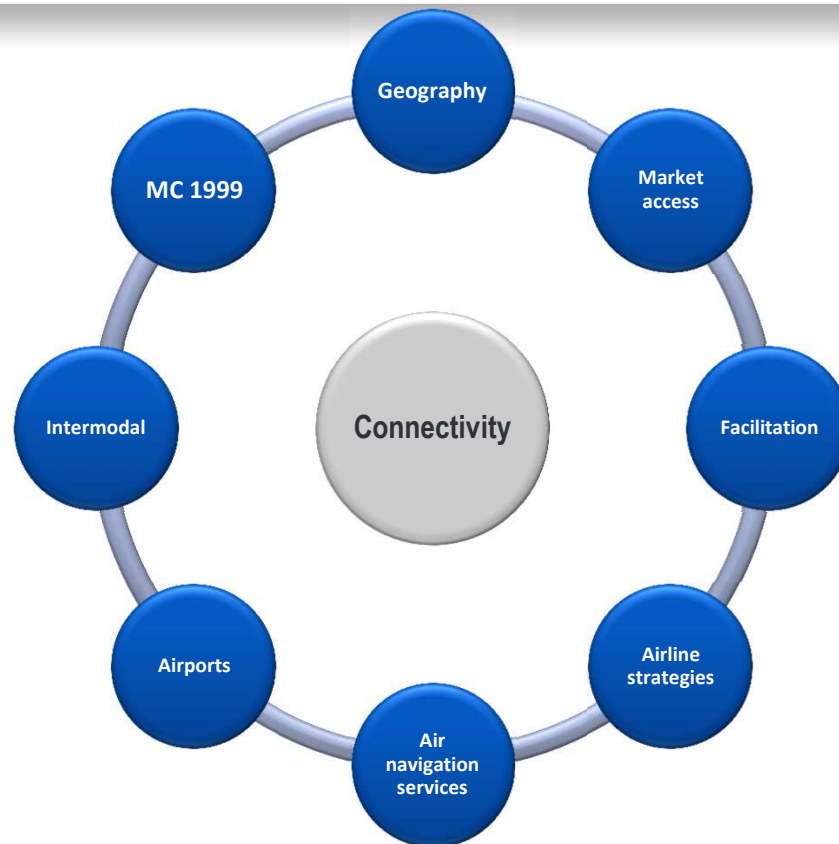 Geography
MC 1999
Market
access
Intermodal
Connectivity
Facilitation
Airports
Airline
strategies
Air
navigation
services